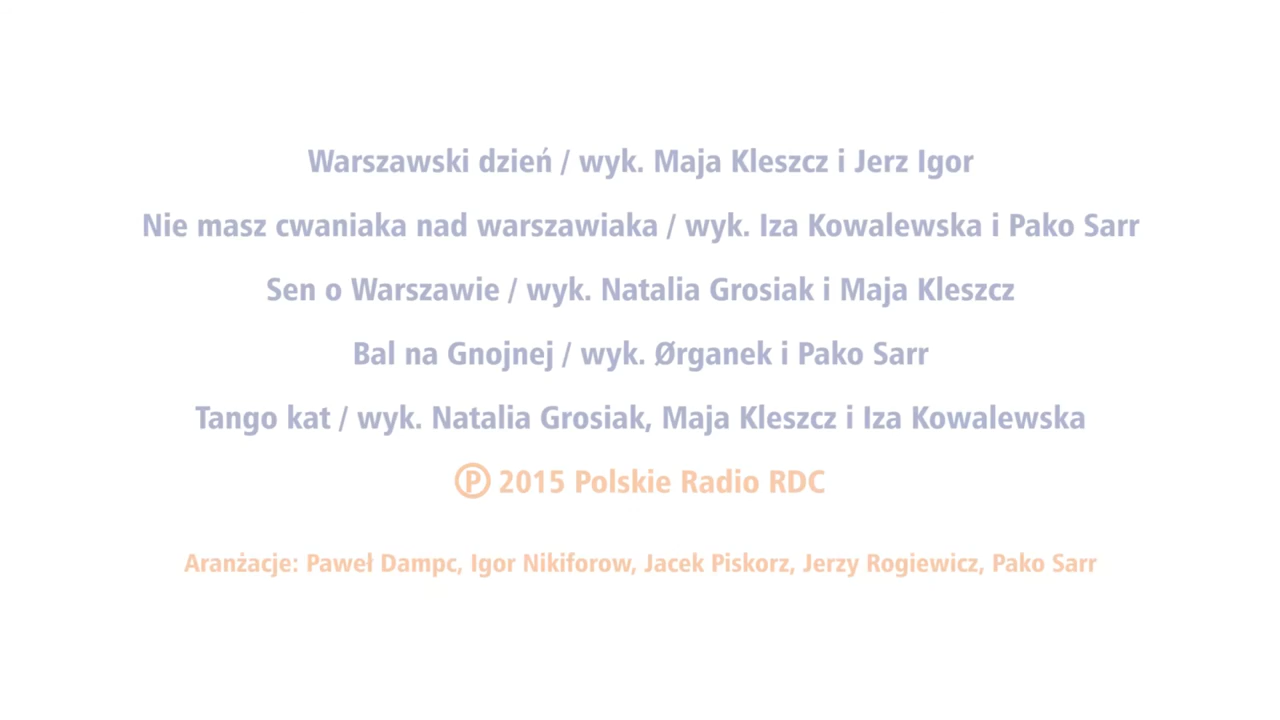 Warszawski dzień / wyk. Maja Kleszcz i Jerz Igor
Nie masz cwaniaka nad warszawiaka / wyk. Iza Kowalewska i Pako Sarr
Sen o Warszawie / wyk. Natalia Grosiak i Maja Kleszcz
Bal na Gnojnej / wyk. Ørganek i Pako Sarr
Tango kat / wyk. Natalia Grosiak, Maja Kleszcz i Iza Kowalewska
Ⓟ 2015 Polskie Radio RDC
Aranżacje: Paweł Dampc, Igor Nikiforow, Jacek Piskorz, Jerzy Rogiewicz, Pako Sarr